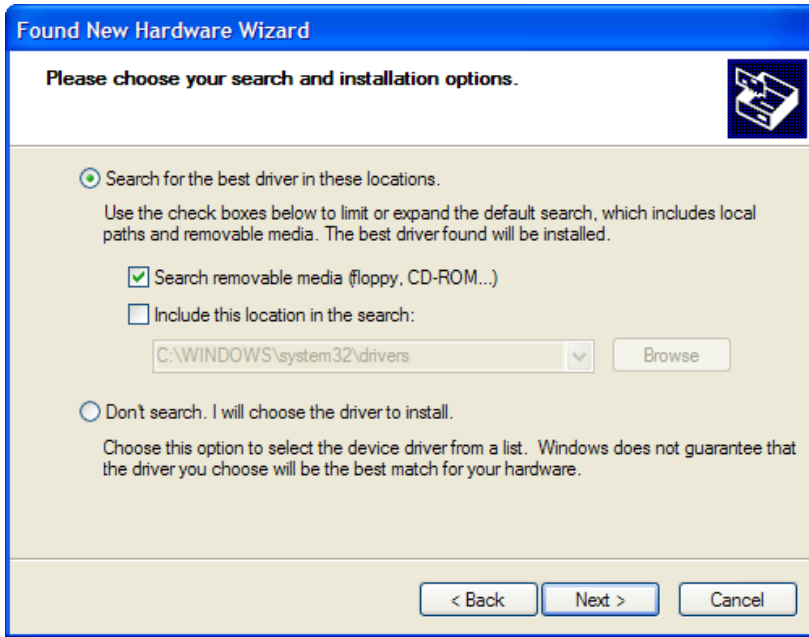 Found New Hardware Wizard
Please choose your search and installation options.
Search for the best driver in these locations.
Use the check boxes below to limit or expand the default search, which includes local
paths and removable media. The best driver found will be installed.
Search removable media (floppy, CD-ROM...)
Include this location in the search:
C:\WINDOWS\system32\drivers
Browse
Don't search. I will choose the driver to install.
Choose this option to select the device driver from a list.  Windows does not guarantee that
the driver you choose will be the best match for your hardware.
< Back
Next >
Cancel